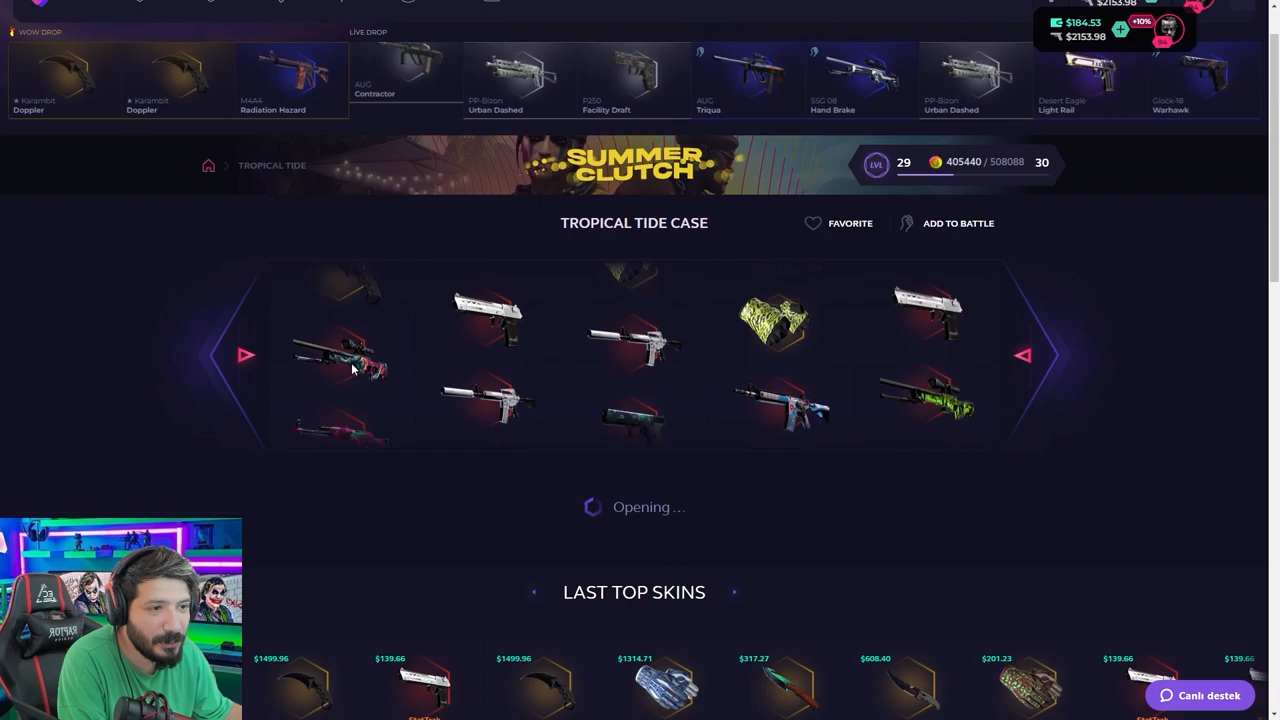 $2153.98
$184.53
+10%
$2153.98
94
WOW DROP
LIVE DROP
★ Karambit
Doppler
★ Karambit
Doppler
M4A4
Radiation Hazard
AUG
Contractor
PP-Bizon
Urban Dashed
P250
Facility Draft
AUG
Triqua
SSG 08
Hand Brake
PP-Bizon
Urban Dashed
Desert Eagle
Light Rail
Glock-18
Warhawk
TROPICAL TIDE
SUMMER
CLUTCH
LVL
29
405440 / 508088
30
TROPICAL TIDE CASE
FAVORITE
ADD TO BATTLE
Opening ...
LAST TOP SKINS
$1499.96
$139.66
$1499.96
$1314.71
$317.27
$608.40
$201.23
$139.66
$139.66
StatTrak
StatTrak
Canlı destek
RAPTOR